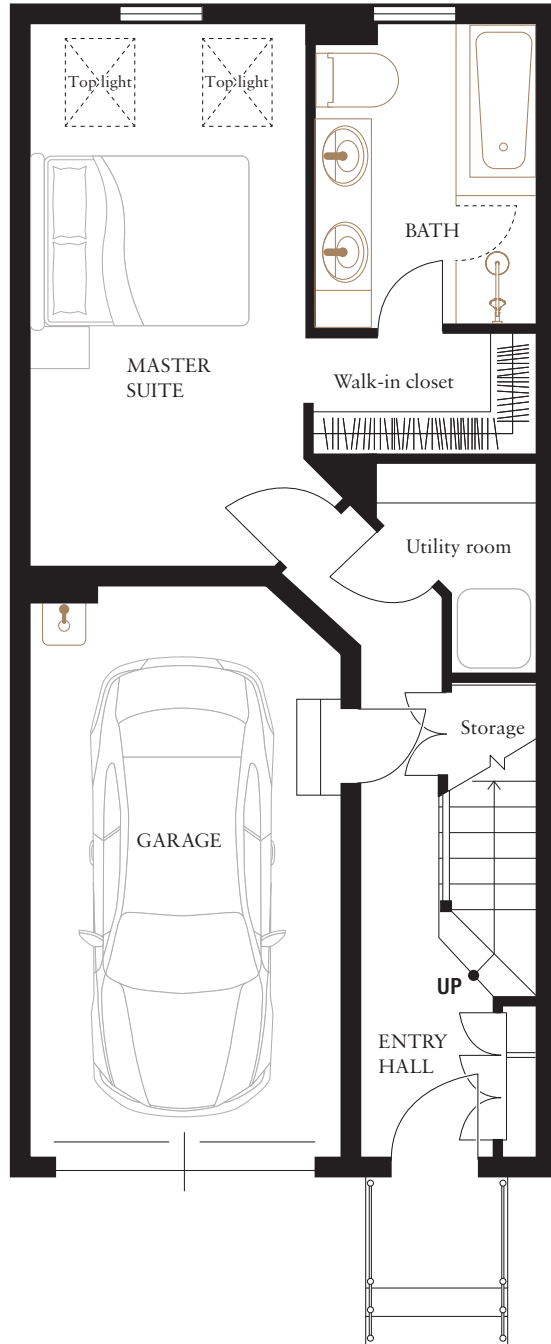 Top light
Top light
BATH
MASTER
SUITE
Walk-in closet
Utility room
Storage
GARAGE
UP
ENTRY
HALL